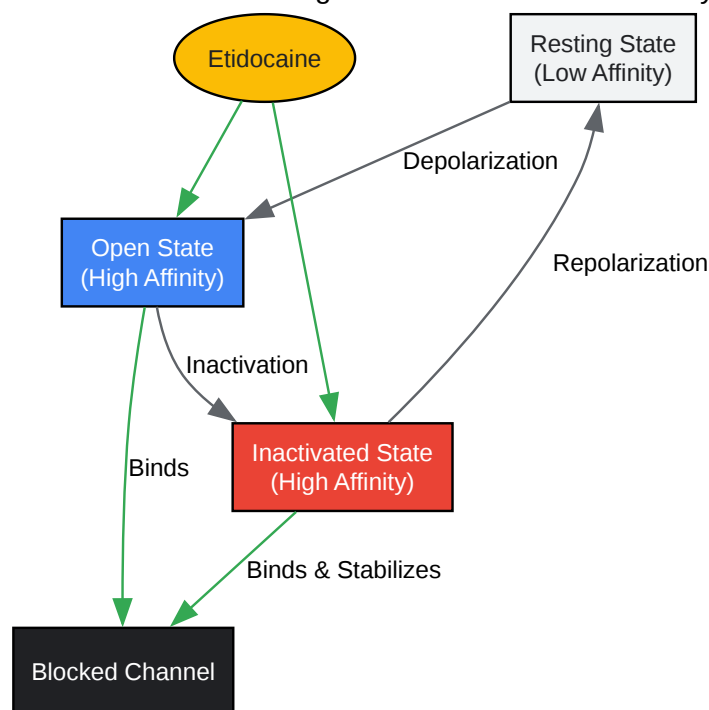 Etidocaine
Resting State
(Low Affinity)
Depolarization
Open State
(High Affinity)
Repolarization
Inactivation
Inactivated State
(High Affinity)
Binds
Binds & Stabilizes
Blocked Channel